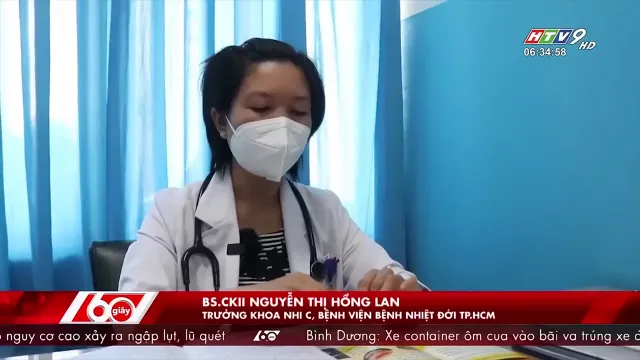 HTV9 HD
06:34:58
BS.CKII NGUYỄN THỊ HỒNG LAN
TRƯỞNG KHOA NHI C, BỆNH VIỆN BỆNH NHIỆT ĐỚI TP.HCM
60 giây
nguy cơ cao xảy ra ngập lụt, lũ quét Bình Dương: Xe container ôm cua vào bãi va trúng xe